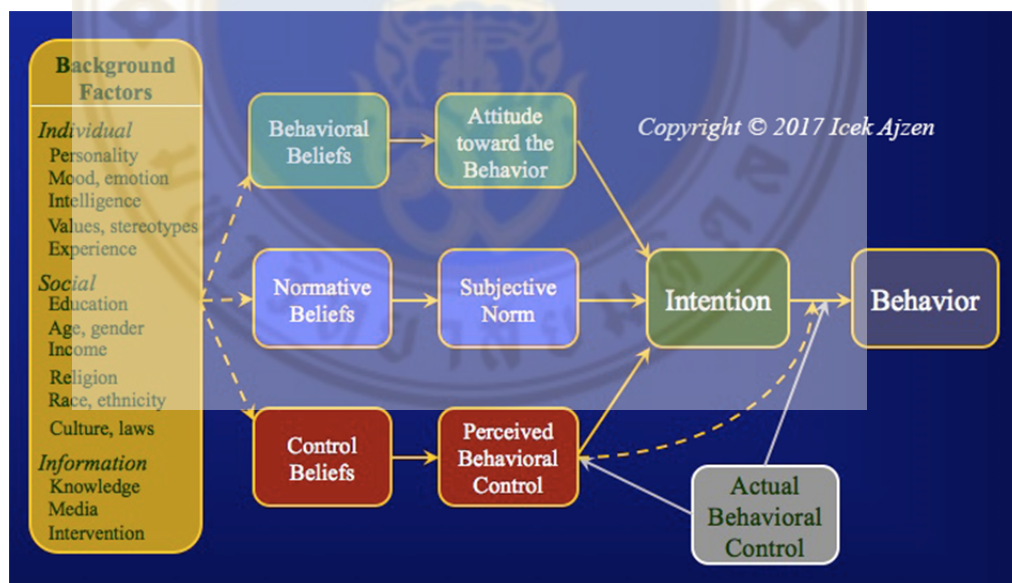 Background
Factors
Individual
Personality
Mood, emotion
Intelligence
Values, stereotypes
Experience
Social
Education
Age, gender
Income
Religion
Race, ethnicity
Culture, laws
Information
Knowledge
Media
Intervention
Behavioral
Beliefs
Attitude
toward the
Behavior
Copyright © 2017 Icek Ajzen
Normative
Beliefs
Subjective
Norm
Intention
Behavior
Control
Beliefs
Perceived
Behavioral
Control
Actual
Behavioral
Control